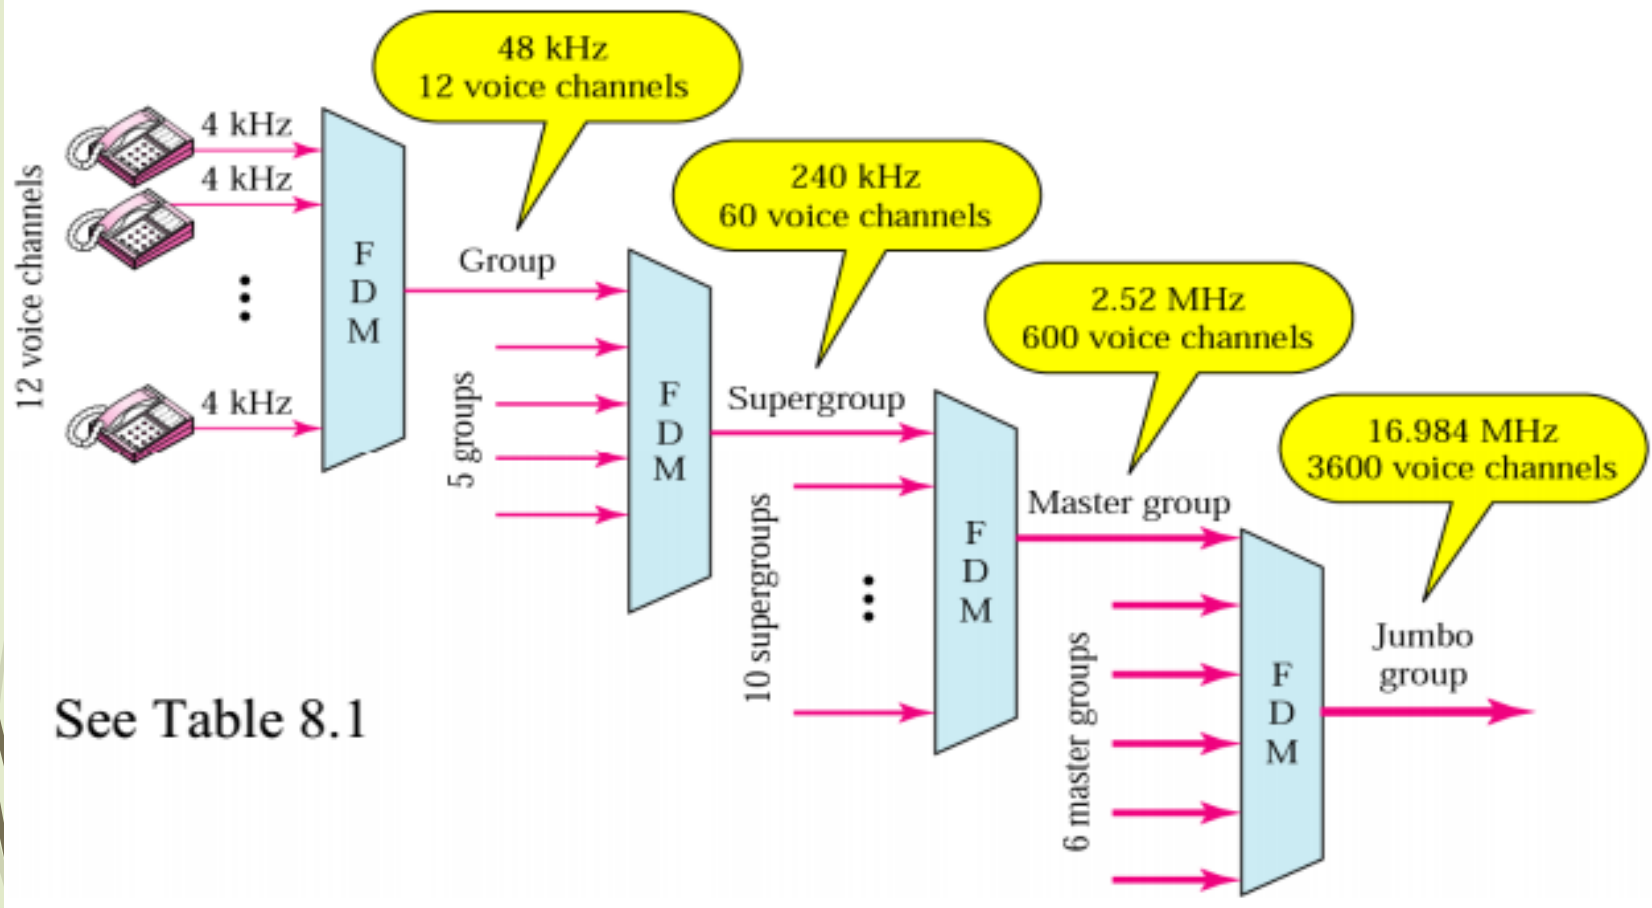 48 kHz
12 voice channels
4 kHz
4 kHz
4 kHz
12 voice channels
F
D
M
Group
240 kHz
60 voice channels
5 groups
F
D
M
Supergroup
2.52 MHz
600 voice channels
10 supergroups
F
D
M
Master group
16.984 MHz
3600 voice channels
6 master groups
F
D
M
Jumbo
group
See Table 8.1